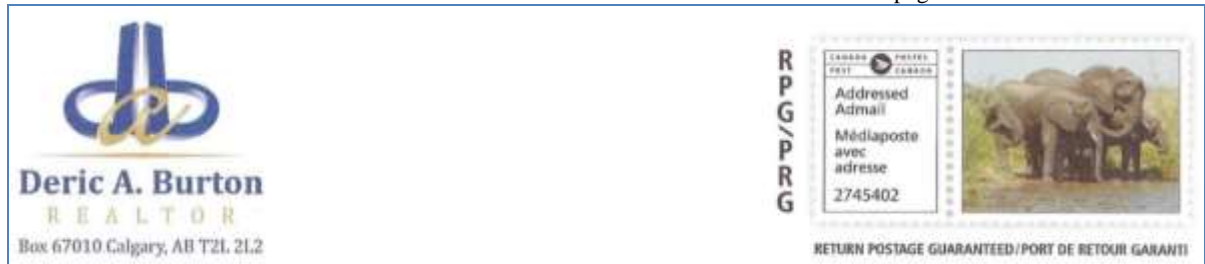 Deric A. Burton
REALTOR
Box 67010 Calgary, AB T2L 2L2
RPG/PRG
CANADA POSTES
POST CANADA
Addressed
Admail
Médiaposte
avec
adresse
2745402
RETURN POSTAGE GUARANTEED/PORT DE RETOUR GARANTI